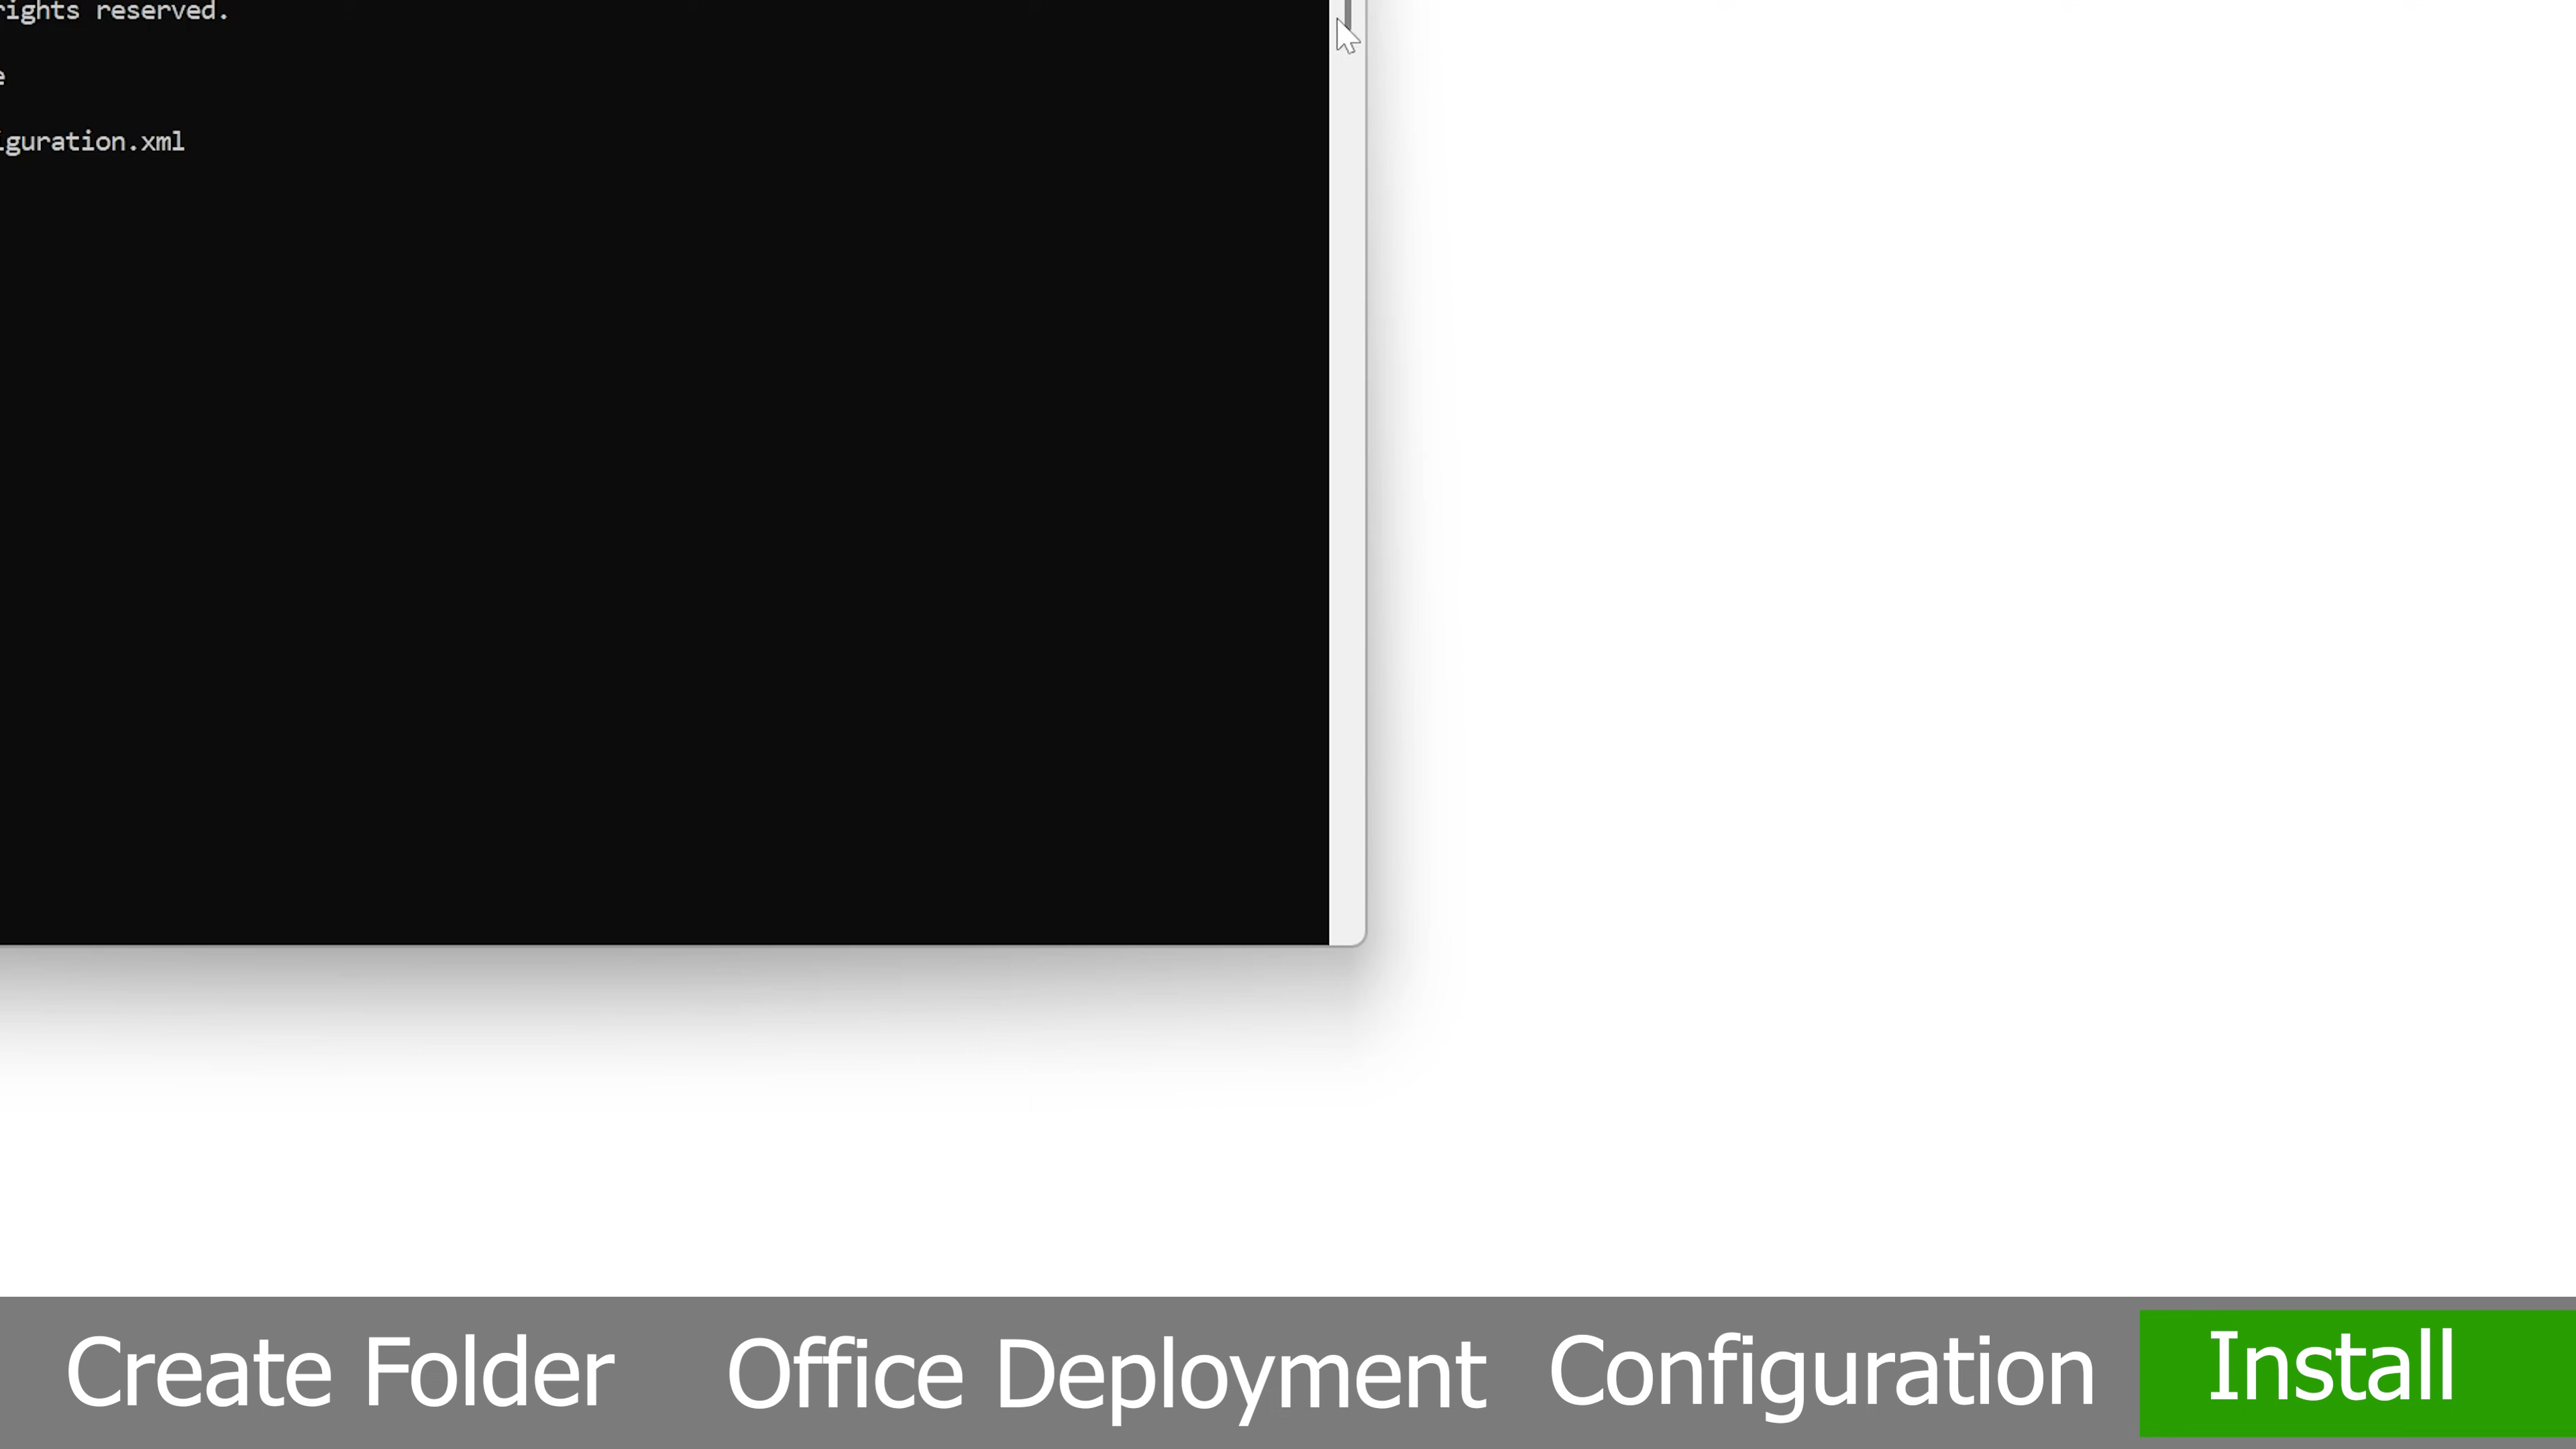 rights reserved.
e
iguration.xml
Create Folder Office Deployment Configuration Install